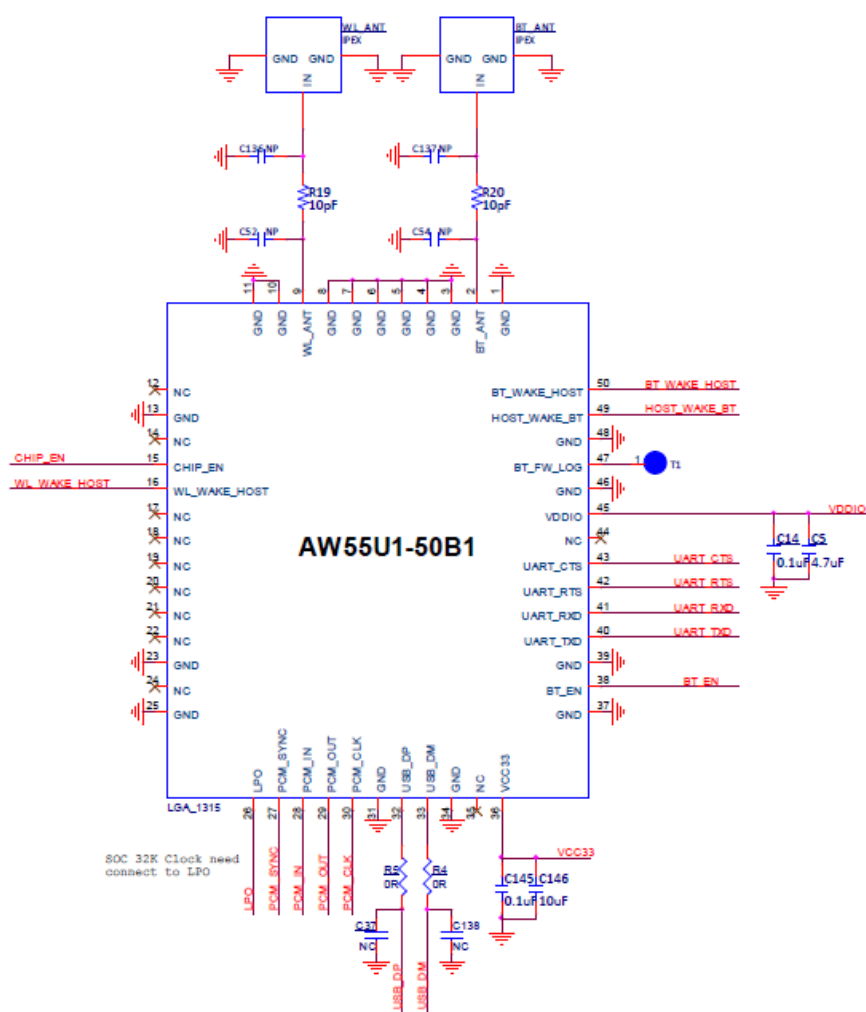 WL_ANT
IPEX
BT_ANT
IPEX
GND
GND
GND
GND
IN
IN
C136 NP
C137 NP
R19
10pF
R20
10pF
C52 NP
C54 NP
11
10
9
8
7
6
5
4
3
2
1
GND
GND
WL_ANT
GND
GND
GND
GND
GND
GND
BT_ANT
GND
12 NC
13 GND
14 NC
CHIP_EN 15 CHIP_EN
WL_WAKE_HOST 16 WL_WAKE_HOST
17 NC
18 NC
19 NC
20 NC
21 NC
22 NC
23 GND
24 NC
25 GND
AW55U1-50B1
BT_WAKE_HOST 50 BT_WAKE_HOST
HOST_WAKE_BT 49 HOST_WAKE_BT
GND 48
BT_FW_LOG 47 1 T1
GND 46
VDDIO 45 VDDIO
NC 44
C14
0.1uF
C5
4.7uF
UART_CTS 43 UART_CTS
UART_RTS 42 UART_RTS
UART_RXD 41 UART_RXD
UART_TXD 40 UART_TXD
GND 39
BT_EN 38 BT_EN
GND 37
LPO
PCM_SYNC
PCM_IN
PCM_OUT
PCM_CLK
GND
USB_DP
USB_DM
GND
NC
VCC33
LGA_1315
26
27
28
29
30
31
32
33
34
35
36
SOC 32K Clock need
connect to LPO
LPO
PCM_SYNC
PCM_IN
PCM_OUT
PCM_CLK
R5
0R
R4
0R
VCC33
C145
0.1uF
C146
10uF
C37
NC
C138
NC
USB_DP
USB_DM